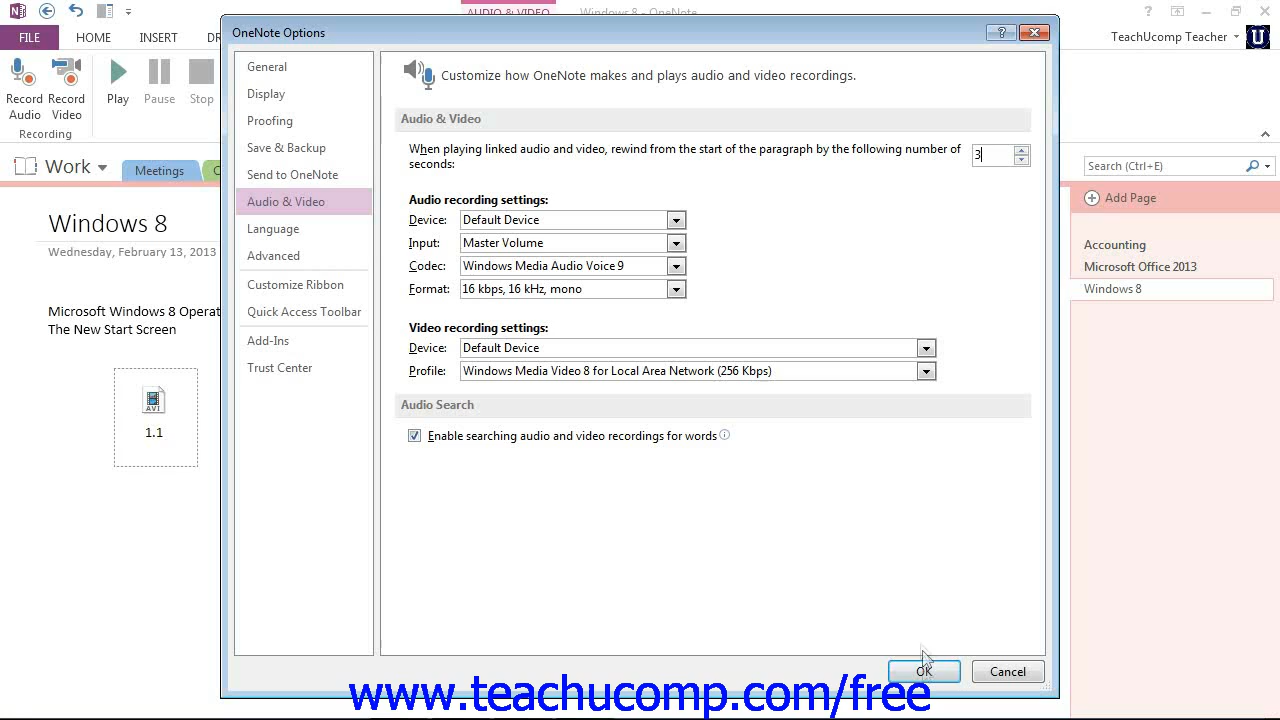 AUDIO & VIDEO
Windows 8 - OneNote
OneNote Options
FILE
HOME
INSERT
TeachUcomp Teacher
Record Audio
Record Video
Play
Pause
Stop
Recording
Work
Meetings
Search (Ctrl+E)
Windows 8
Wednesday, February 13, 2013
Microsoft Windows 8 Operat
The New Start Screen
AVI
1.1
General
Display
Proofing
Save & Backup
Send to OneNote
Audio & Video
Language
Advanced
Customize Ribbon
Quick Access Toolbar
Add-Ins
Trust Center
Customize how OneNote makes and plays audio and video recordings.
Audio & Video
When playing linked audio and video, rewind from the start of the paragraph by the following number of
seconds:
3
Audio recording settings:
Device: Default Device
Input: Master Volume
Codec: Windows Media Audio Voice 9
Format: 16 kbps, 16 kHz, mono
Video recording settings:
Device: Default Device
Profile: Windows Media Video 8 for Local Area Network (256 Kbps)
Audio Search
Enable searching audio and video recordings for words
OK
Cancel
Add Page
Accounting
Microsoft Office 2013
Windows 8
www.teachucomp.com/free